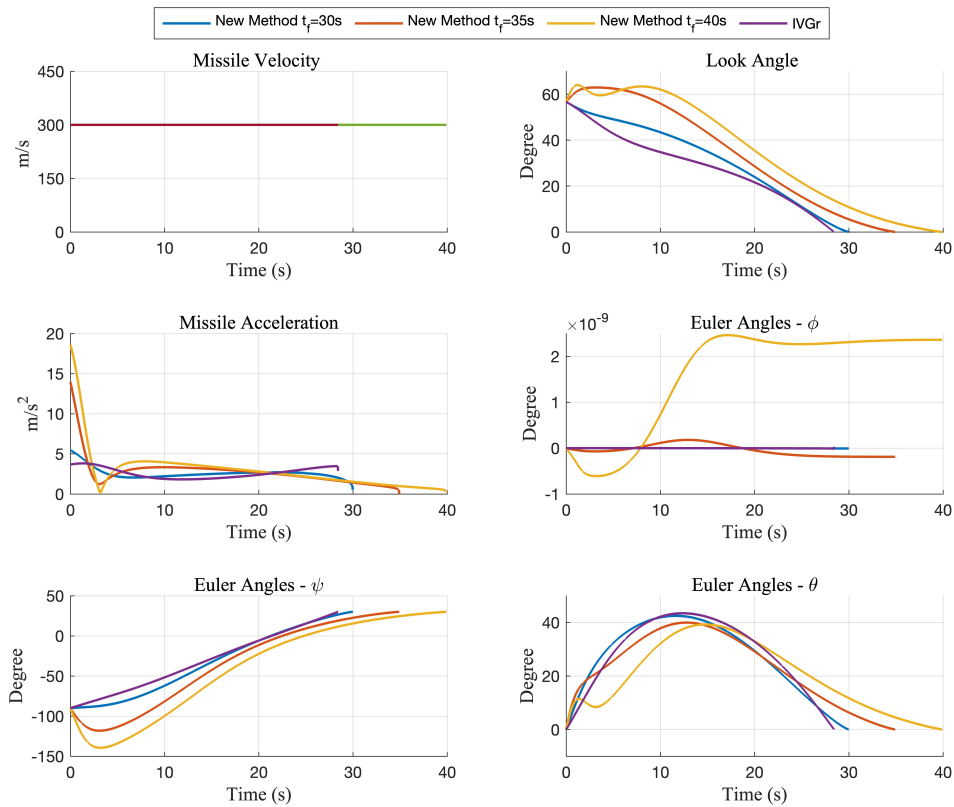 New Method t_f=30s New Method t_f=35s New Method t_f=40s IVGr
Missile Velocity
450
300
150
0
m/s
0 10 20 30 40
Time (s)
Look Angle
60
40
20
0
Degree
0 10 20 30 40
Time (s)
Missile Acceleration
20
15
10
5
0
m/s²
0 10 20 30 40
Time (s)
Euler Angles - ϕ
×10⁻⁹
2
1
0
-1
Degree
0 10 20 30 40
Time (s)
Euler Angles - ψ
50
0
-50
-100
-150
Degree
0 10 20 30 40
Time (s)
Euler Angles - θ
40
20
0
Degree
0 10 20 30 40
Time (s)